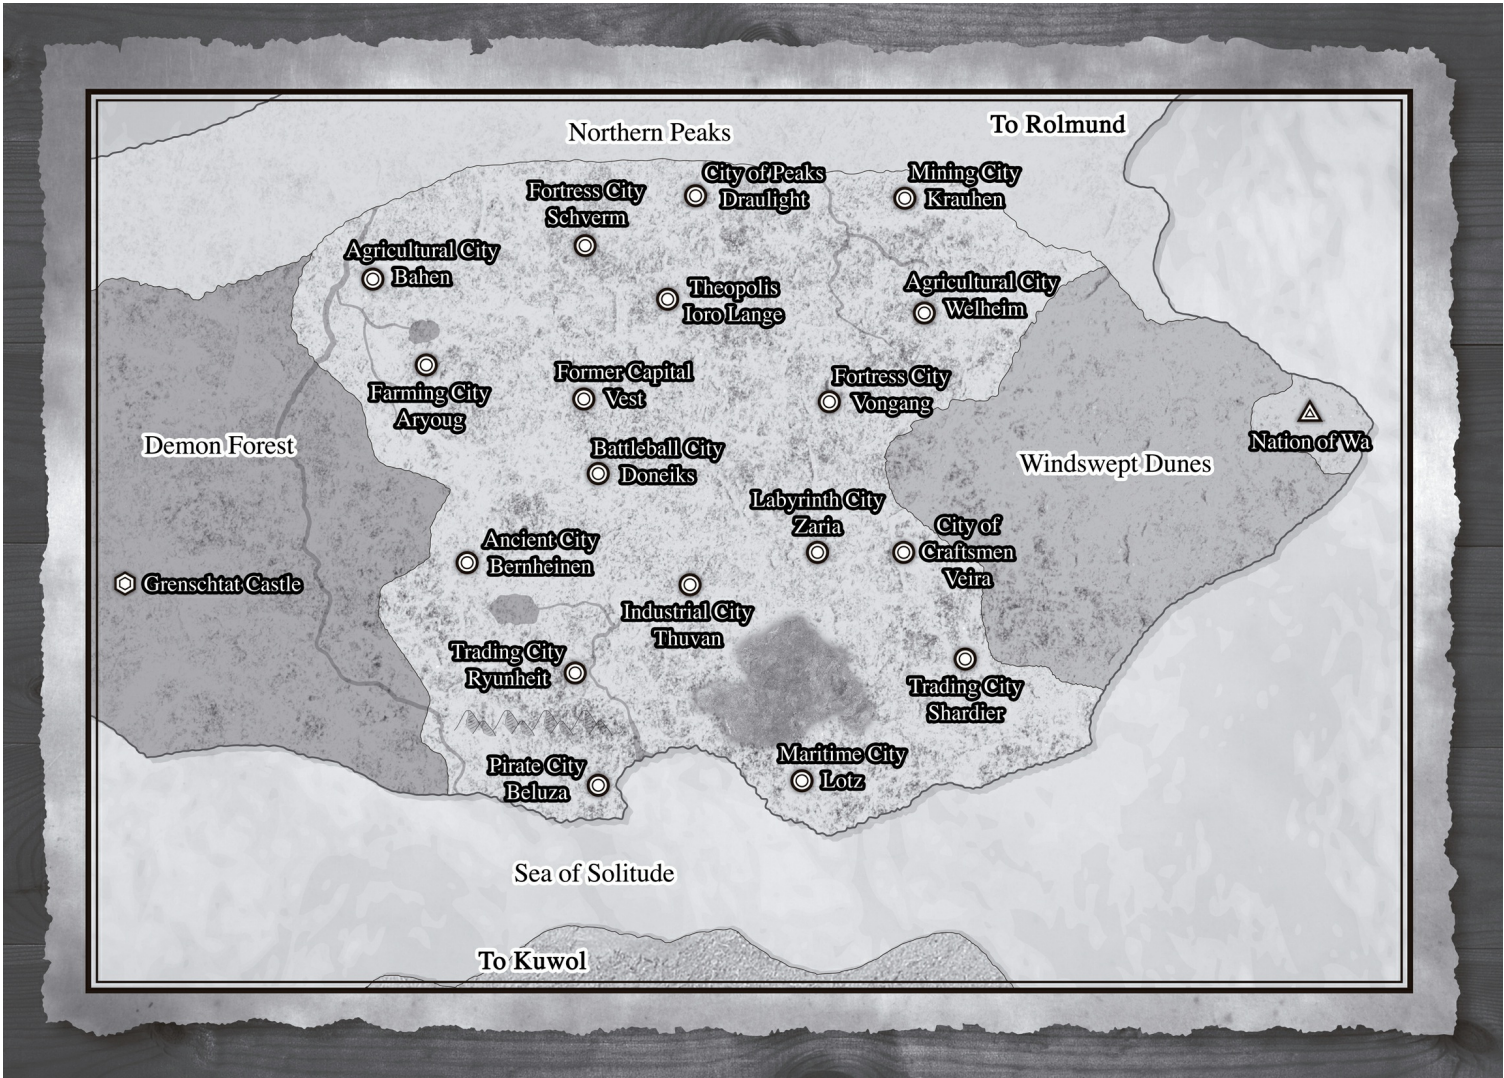 Northern Peaks
To Rolmund
City of Peaks
Draulight
Mining City
Krauhen
Fortress City
Schverm
Agricultural City
Bahen
Theopolis
Ioro Lange
Agricultural City
Welheim
Farming City
Aryoug
Former Capital
Vest
Fortress City
Vongang
Nation of Wa
Demon Forest
Battleball City
Doneiks
Windswept Dunes
Labyrinth City
Zaria
City of
Craftsmen
Veira
Ancient City
Bernheinen
Grenschtat Castle
Industrial City
Thuvan
Trading City
Ryunheit
Trading City
Shardier
Pirate City
Beluza
Maritime City
Lotz
Sea of Solitude
To Kuwol